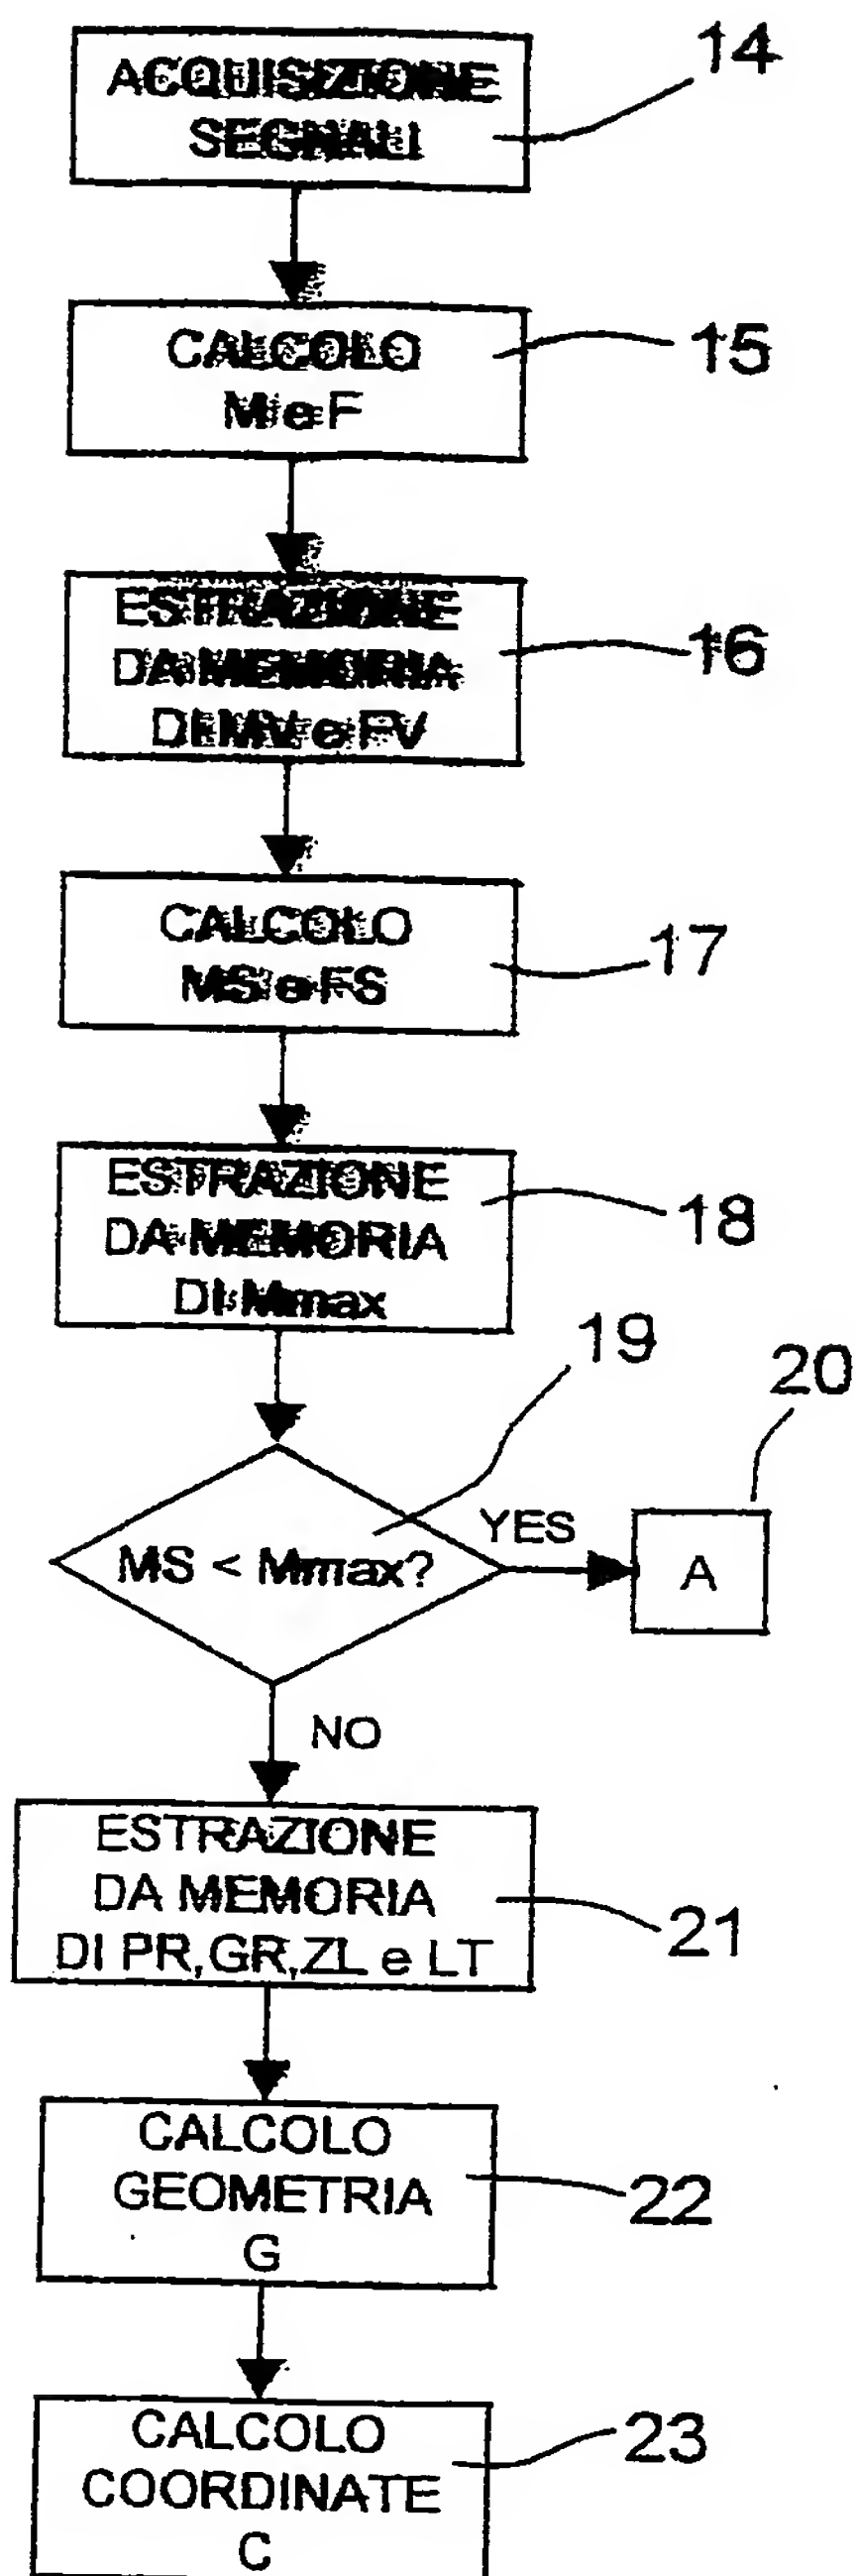 ACQUISIZIONE
SEGNALI
14
CALCOLO
M e F
15
ESTRAZIONE
DA MEMORIA
DI MV e FV
16
CALCOLO
MS e FS
17
ESTRAZIONE
DA MEMORIA
DI Mmax
18
19
20
MS < Mmax?
YES
A
NO
ESTRAZIONE
DA MEMORIA
DI PR,GR,ZL e LT
21
CALCOLO
GEOMETRIA
G
22
CALCOLO
COORDINATE
C
23